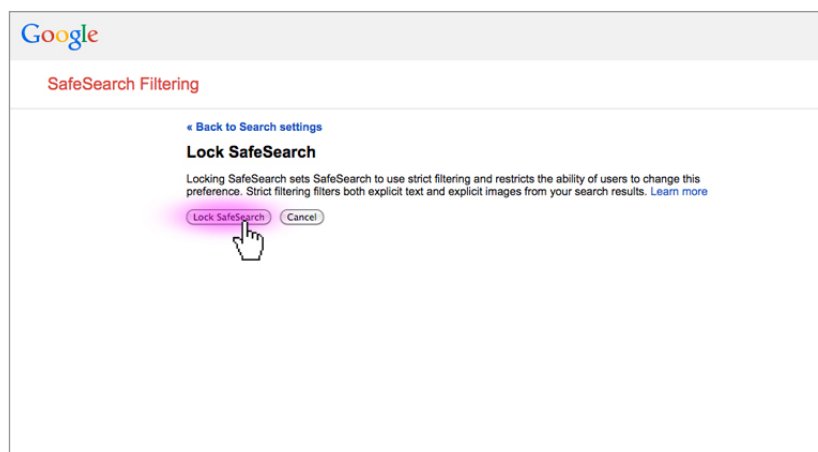 Google
SafeSearch Filtering
« Back to Search settings
Lock SafeSearch
Locking SafeSearch sets SafeSearch to use strict filtering and restricts the ability of users to change this
preference. Strict filtering filters both explicit text and explicit images from your search results. Learn more
Lock SafeSearch Cancel